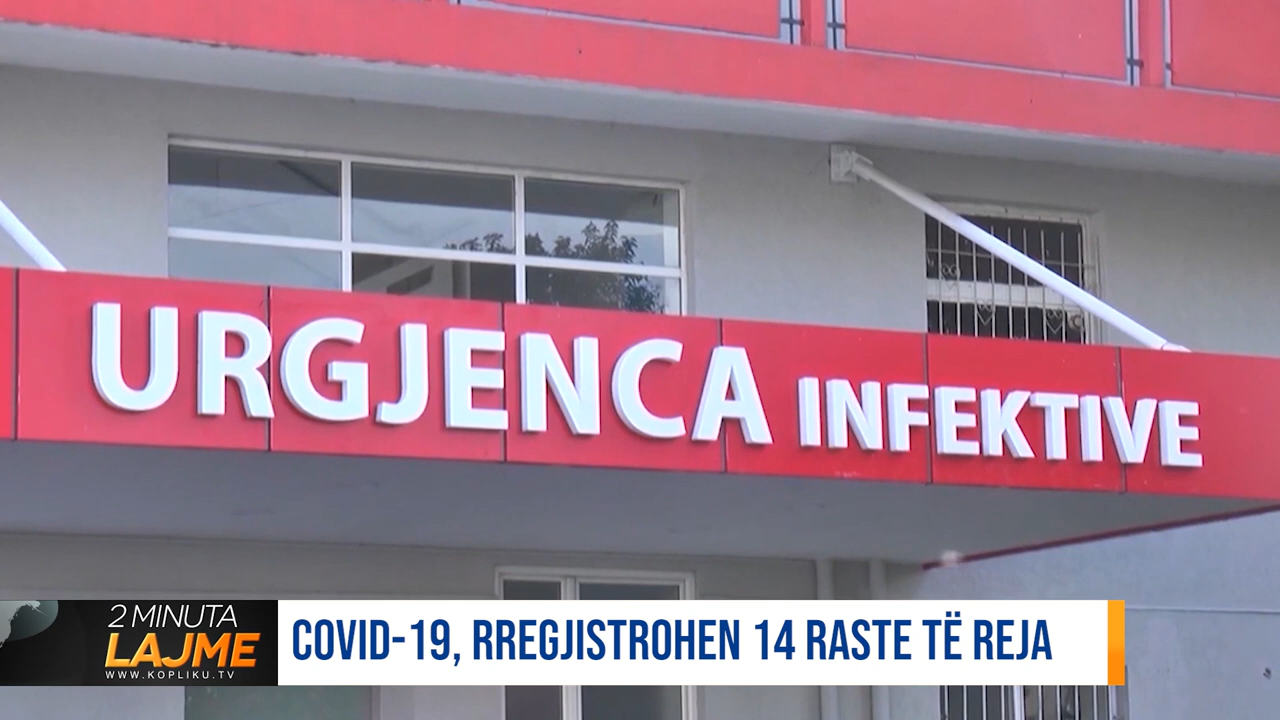 URGJENCA INFEKTIVE
2 MINUTA
LAJME
WWW.KOPLIKU.TV
COVID-19, RREGJISTROHEN 14 RASTE TË REJA